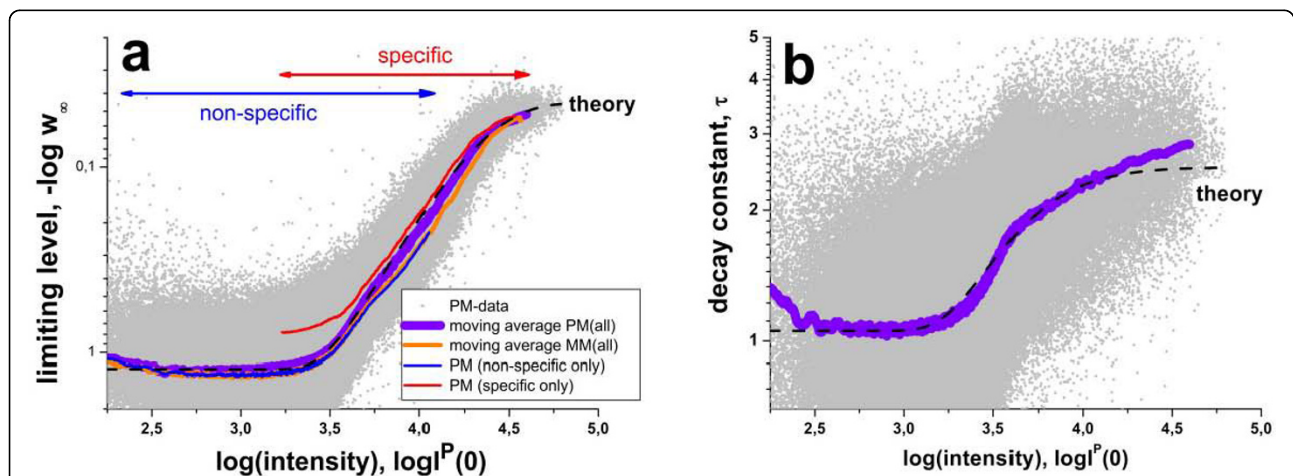 a
specific
non-specific
theory
limiting level, -log w∞
0,1
1
PM-data
moving average PM(all)
moving average MM(all)
PM (non-specific only)
PM (specific only)
2,5 3,0 3,5 4,0 4,5 5,0
log(intensity), logIᴾ(0)
b
decay constant, τ
5
4
3
2
1
theory
2,5 3,0 3,5 4,0 4,5 5,0
log(intensity), logIᴾ(0)